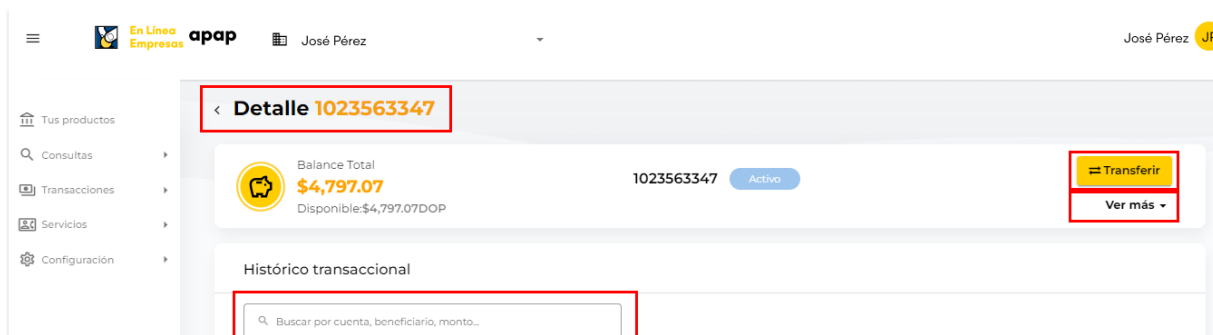 En Línea
Empresas apap José Pérez José Pérez
Detalle 1023563347
Tus productos
Consultas
Transacciones
Servicios
Configuración
Balance Total
$4,797.07
Disponible:$4,797.07DOP
1023563347 Activo
Transferir
Ver más
Histórico transaccional
Buscar por cuenta, beneficiario, monto...